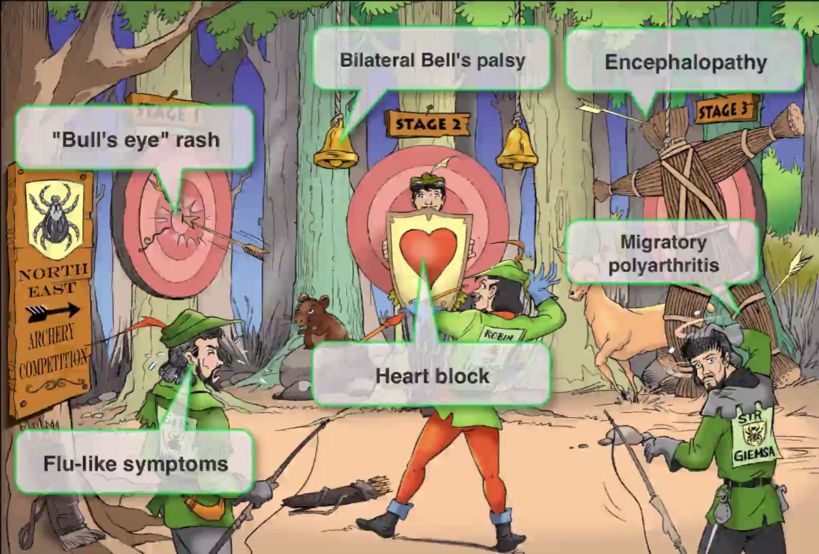 Bilateral Bell's palsy
Encephalopathy
STAGE 1
STAGE 2
STAGE 3
"Bull's eye" rash
NORTH
EAST
ARCHERY
COMPETITION
Migratory
polyarthritis
ROBIN
Heart block
Flu-like symptoms
SIR
GIEMSA